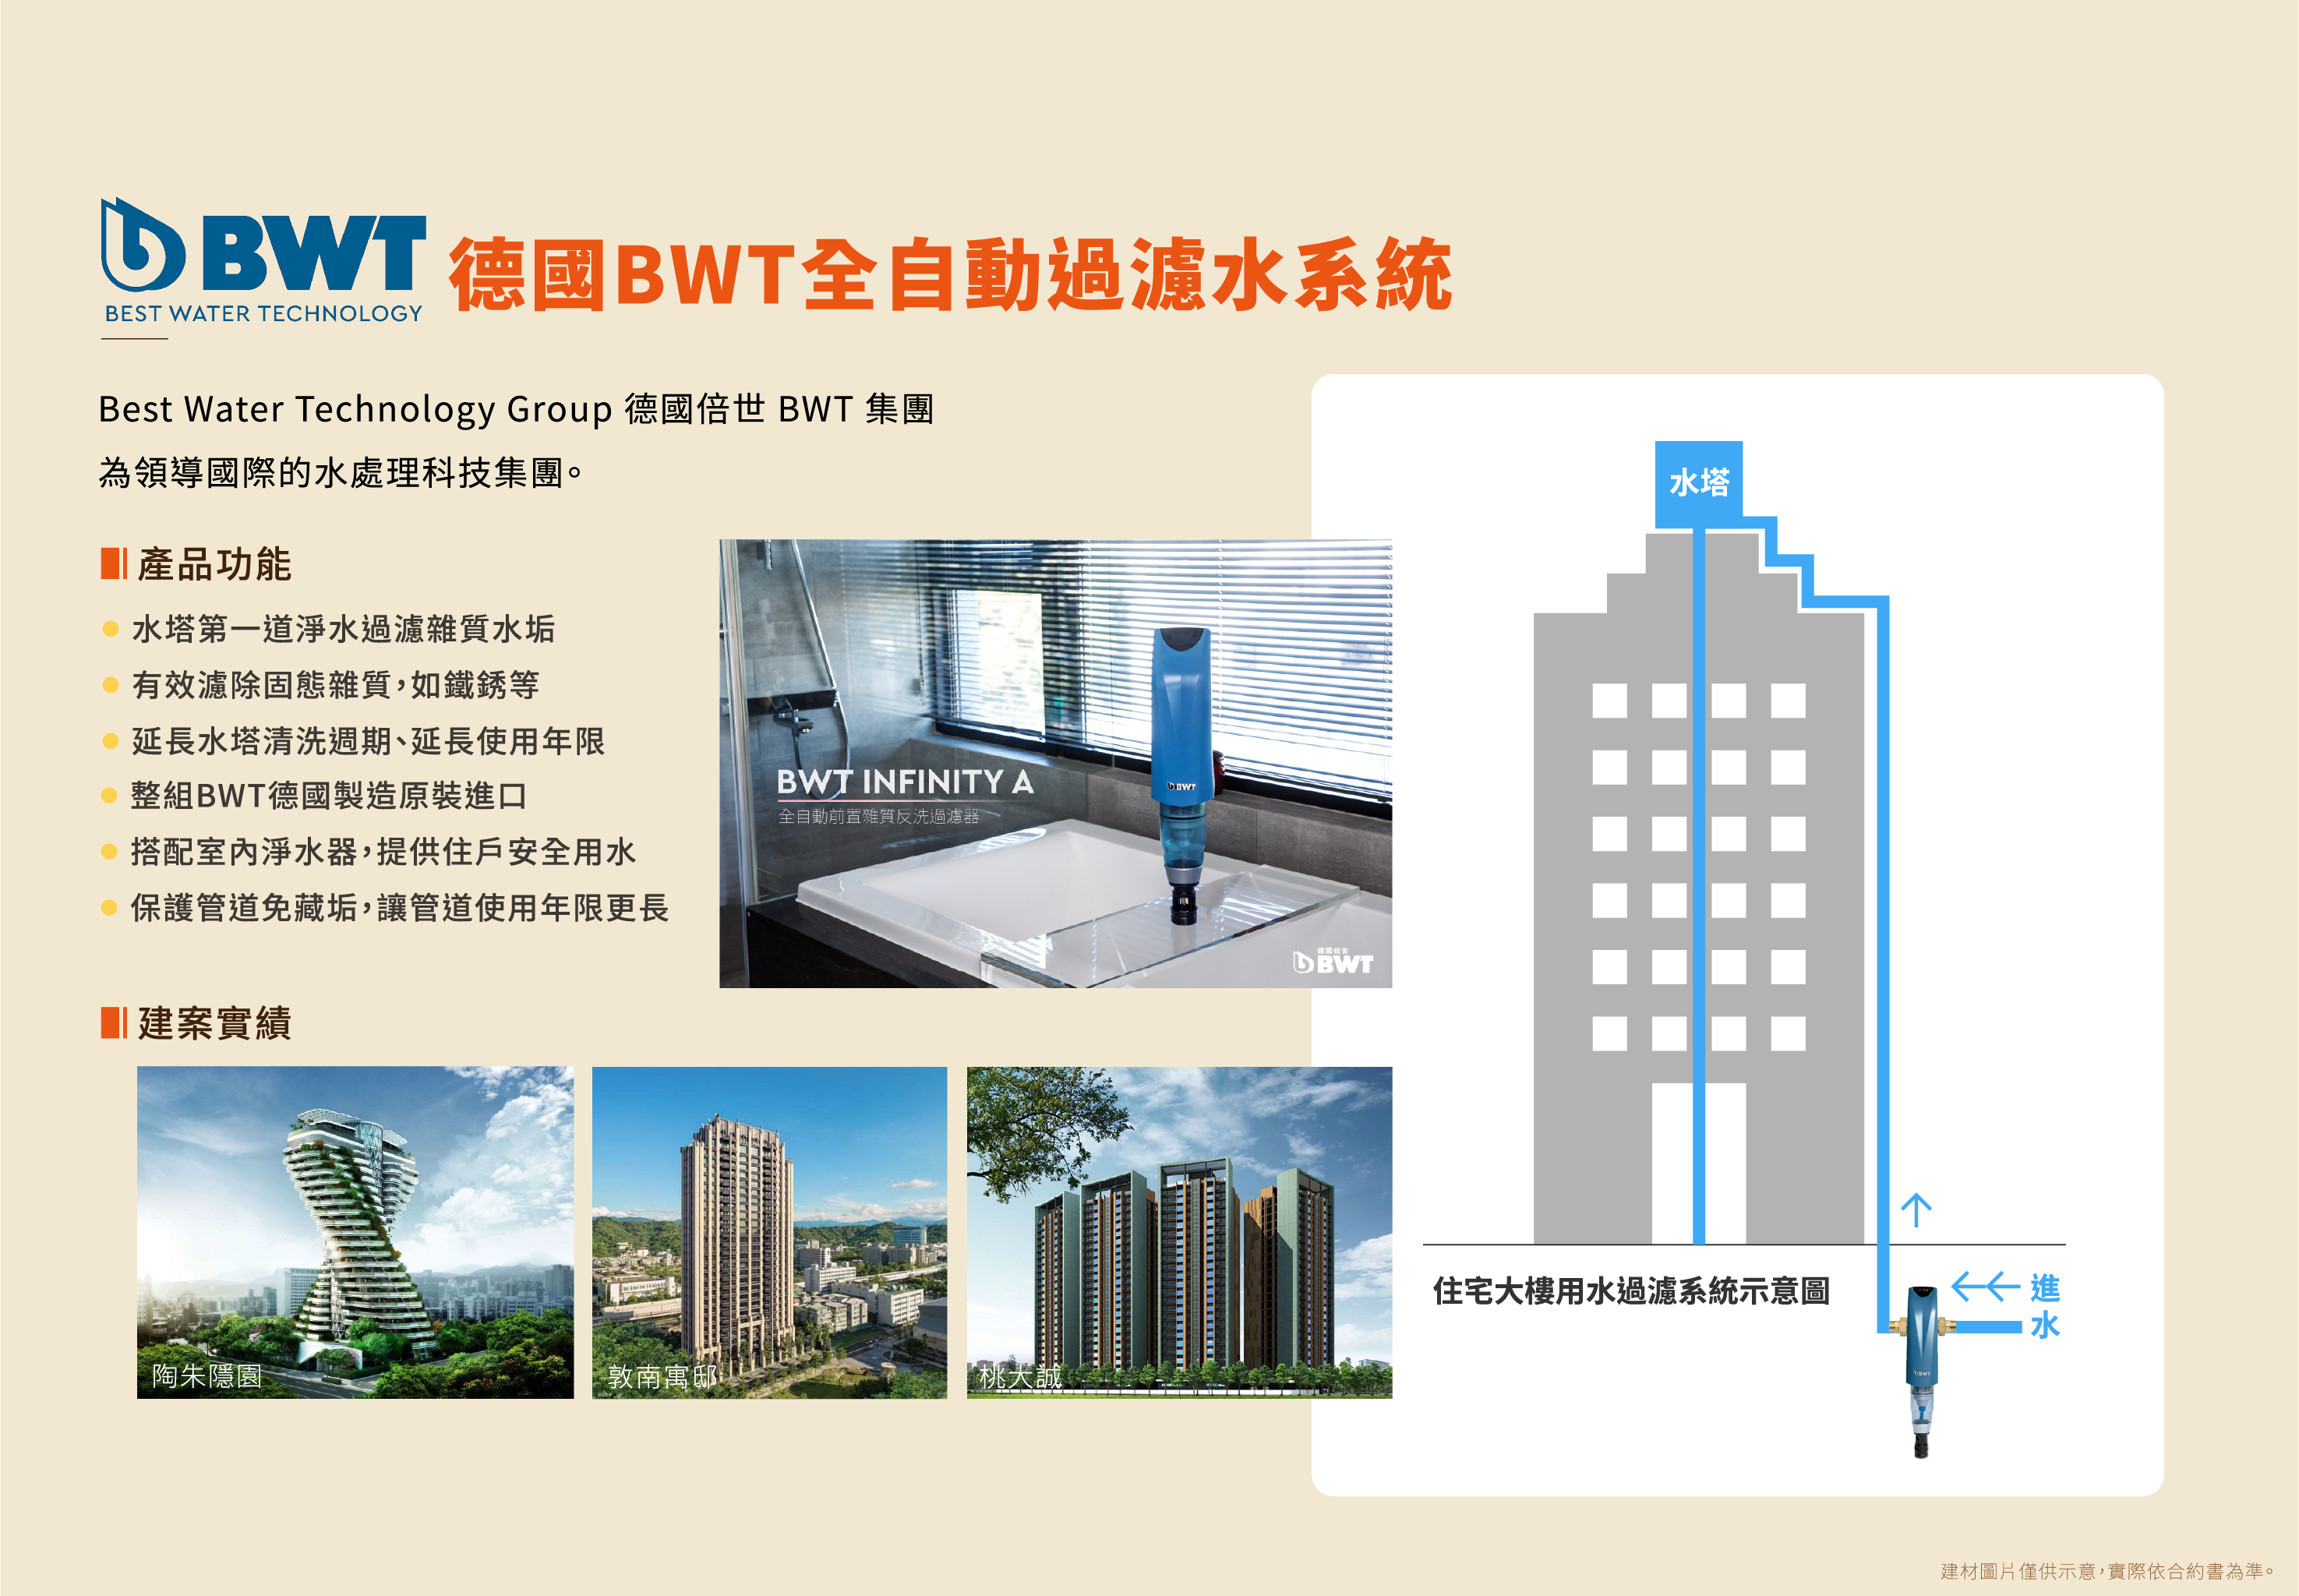 BWT
BEST WATER TECHNOLOGY
德國BWT全自動過濾水系統
Best Water Technology Group 德國倍世 BWT 集團
為領導國際的水處理科技集團。
產品功能
水塔第一道淨水過濾雜質水垢
有效濾除固態雜質，如鐵銹等
延長水塔清洗週期、延長使用年限
整組BWT德國製造原裝進口
搭配室內淨水器，提供住戶安全用水
保護管道免藏垢，讓管道使用年限更長
BWT INFINITY A
全自動前置雜質反洗過濾器
BWT
德國倍世
BWT
建案實績
陶朱隱園
敦南寓邸
桃大誠
水塔
住宅大樓用水過濾系統示意圖
進水
BWT
建材圖片僅供示意，實際依合約書為準。